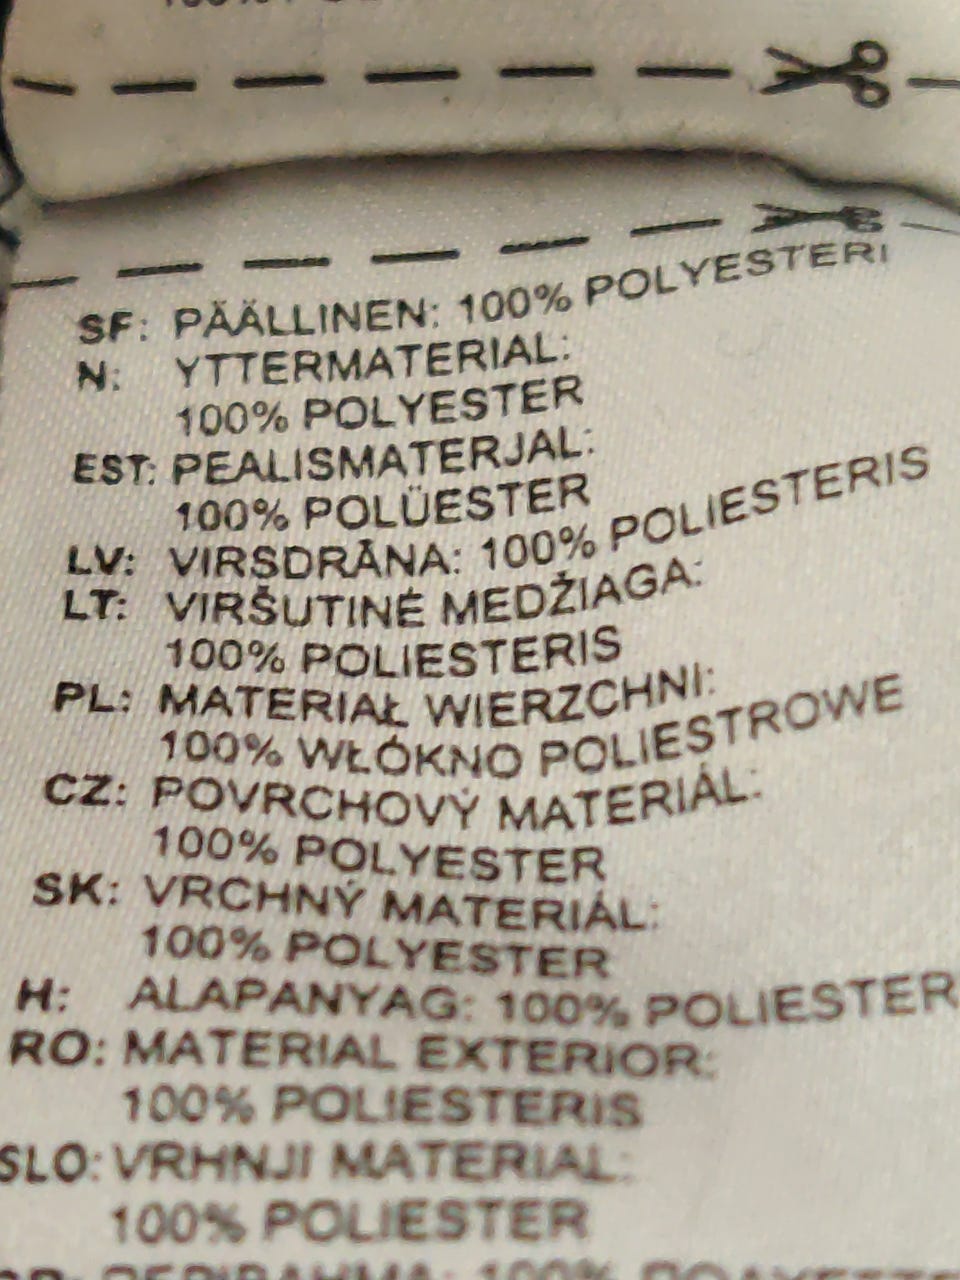 SF: PÄÄLLINEN: 100% POLYESTERI
N: YTTERMATERIAL:
100% POLYESTER
EST: PEALISMATERJAL:
100% POLÜESTER
LV: VIRSDRĀNA: 100% POLIESTERIS
LT: VIRŠUTINĖ MEDŽIAGA:
100% POLIESTERIS
PL: MATERIAŁ WIERZCHNI:
100% WŁÓKNO POLIESTROWE
CZ: POVRCHOVÝ MATERIÁL:
100% POLYESTER
SK: VRCHNÝ MATERIÁL:
100% POLYESTER
H: ALAPANYAG: 100% POLIESTER
RO: MATERIAL EXTERIOR:
100% POLIESTERIS
SLO: VRHNJI MATERIAL:
100% POLIESTER
100%